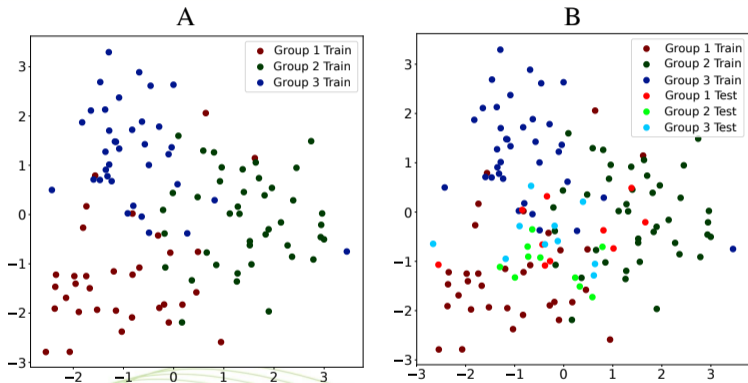 A
B
Group 1 Train
Group 2 Train
Group 3 Train
3
2
1
0
−1
−2
−3
−2
−1
0
1
2
3
Group 1 Train
Group 2 Train
Group 3 Train
Group 1 Test
Group 2 Test
Group 3 Test
3
2
1
0
−1
−2
−3
−3
−2
−1
0
1
2
3